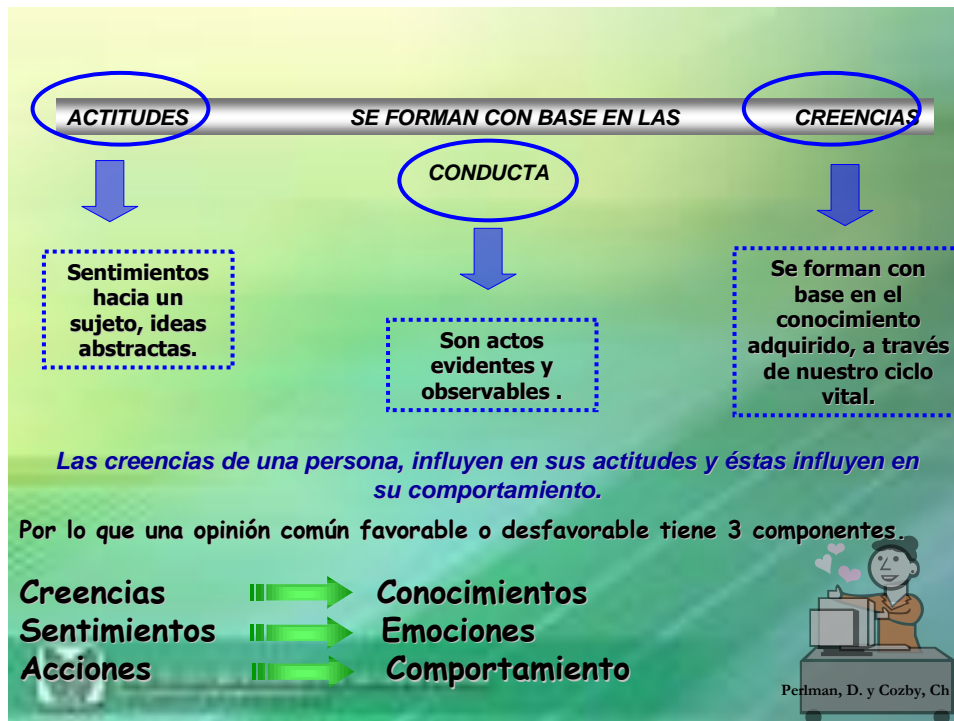 ACTITUDES SE FORMAN CON BASE EN LAS CREENCIAS
CONDUCTA
Sentimientos
hacia un
sujeto, ideas
abstractas.
Son actos
evidentes y
observables .
Se forman con
base en el
conocimiento
adquirido, a través
de nuestro ciclo
vital.
Las creencias de una persona, influyen en sus actitudes y éstas influyen en
su comportamiento.
Por lo que una opinión común favorable o desfavorable tiene 3 componentes.
Creencias Conocimientos
Sentimientos Emociones
Acciones Comportamiento
Perlman, D. y Cozby, Ch